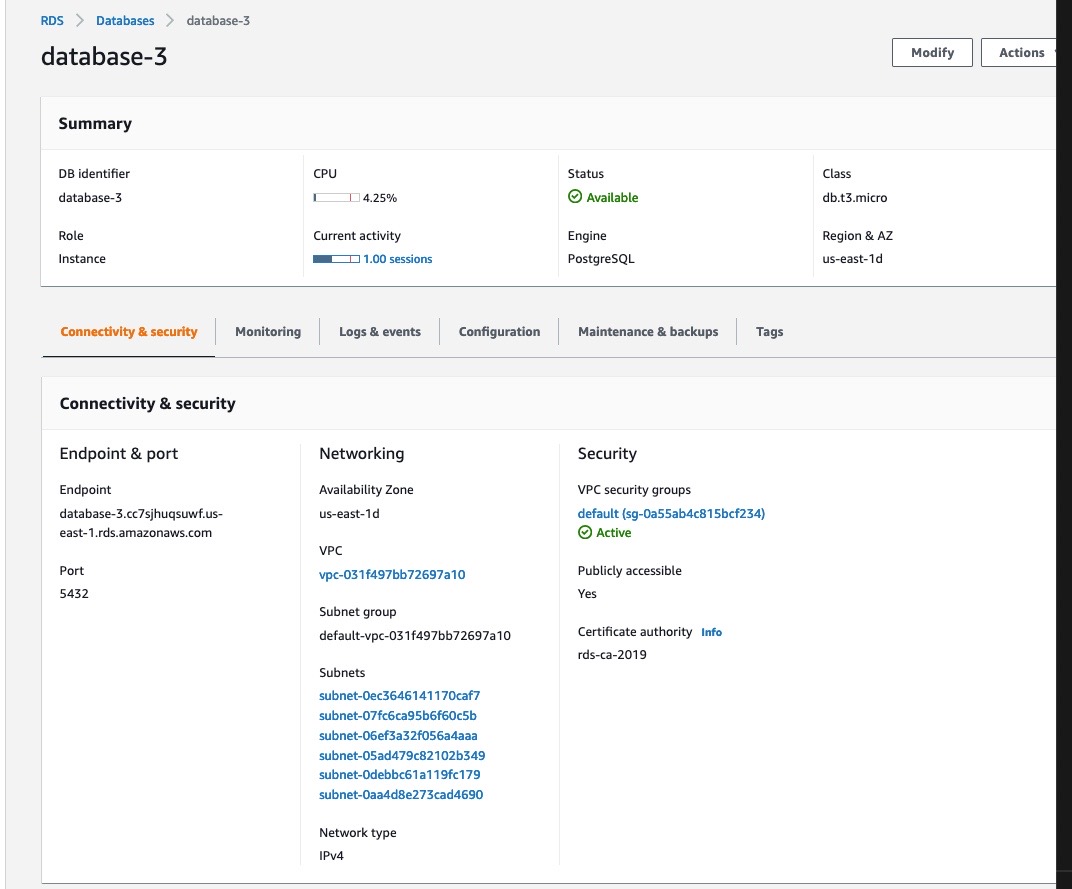 RDS > Databases > database-3
database-3
Modify
Actions
Summary
DB identifier
database-3
CPU
4.25%
Status
Available
Class
db.t3.micro
Role
Instance
Current activity
1.00 sessions
Engine
PostgreSQL
Region & AZ
us-east-1d
Connectivity & security
Monitoring
Logs & events
Configuration
Maintenance & backups
Tags
Connectivity & security
Endpoint & port
Endpoint
database-3.cc7sjhuqsuwf.us-
east-1.rds.amazonaws.com
Port
5432
Networking
Availability Zone
us-east-1d
VPC
vpc-031f497bb72697a10
Subnet group
default-vpc-031f497bb72697a10
Subnets
subnet-0ec3646141170caf7
subnet-07fc6ca95b6f60c5b
subnet-06ef3a32f056a4aaa
subnet-05ad479c82102b349
subnet-0debbc61a119fc179
subnet-0aa4d8e273cad4690
Network type
IPv4
Security
VPC security groups
default (sg-0a55ab4c815bcf234)
Active
Publicly accessible
Yes
Certificate authority Info
rds-ca-2019